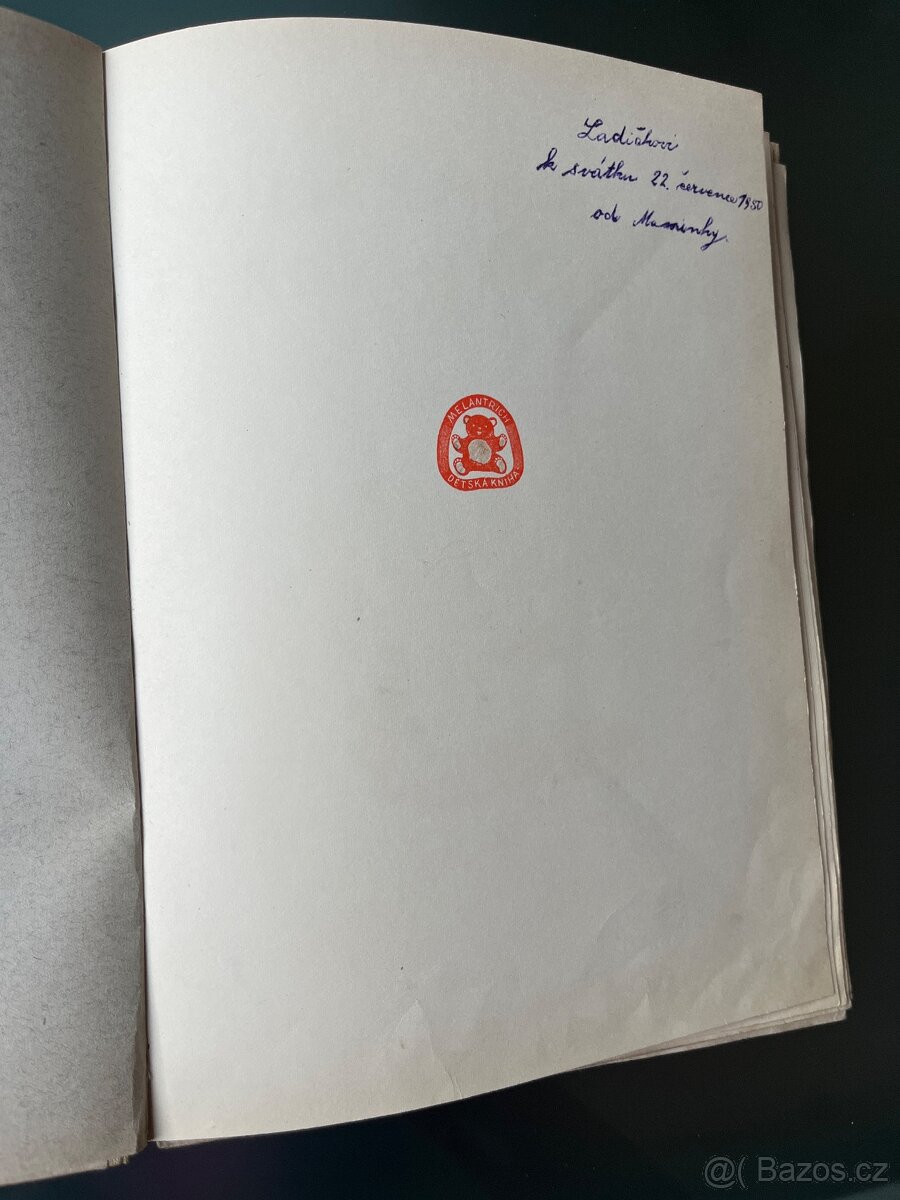 Ladičkovi
k svátku 22. července 1950
od Maminky.
MELANTRICH
DĚTSKÁ KNIHA
@( Bazos.cz